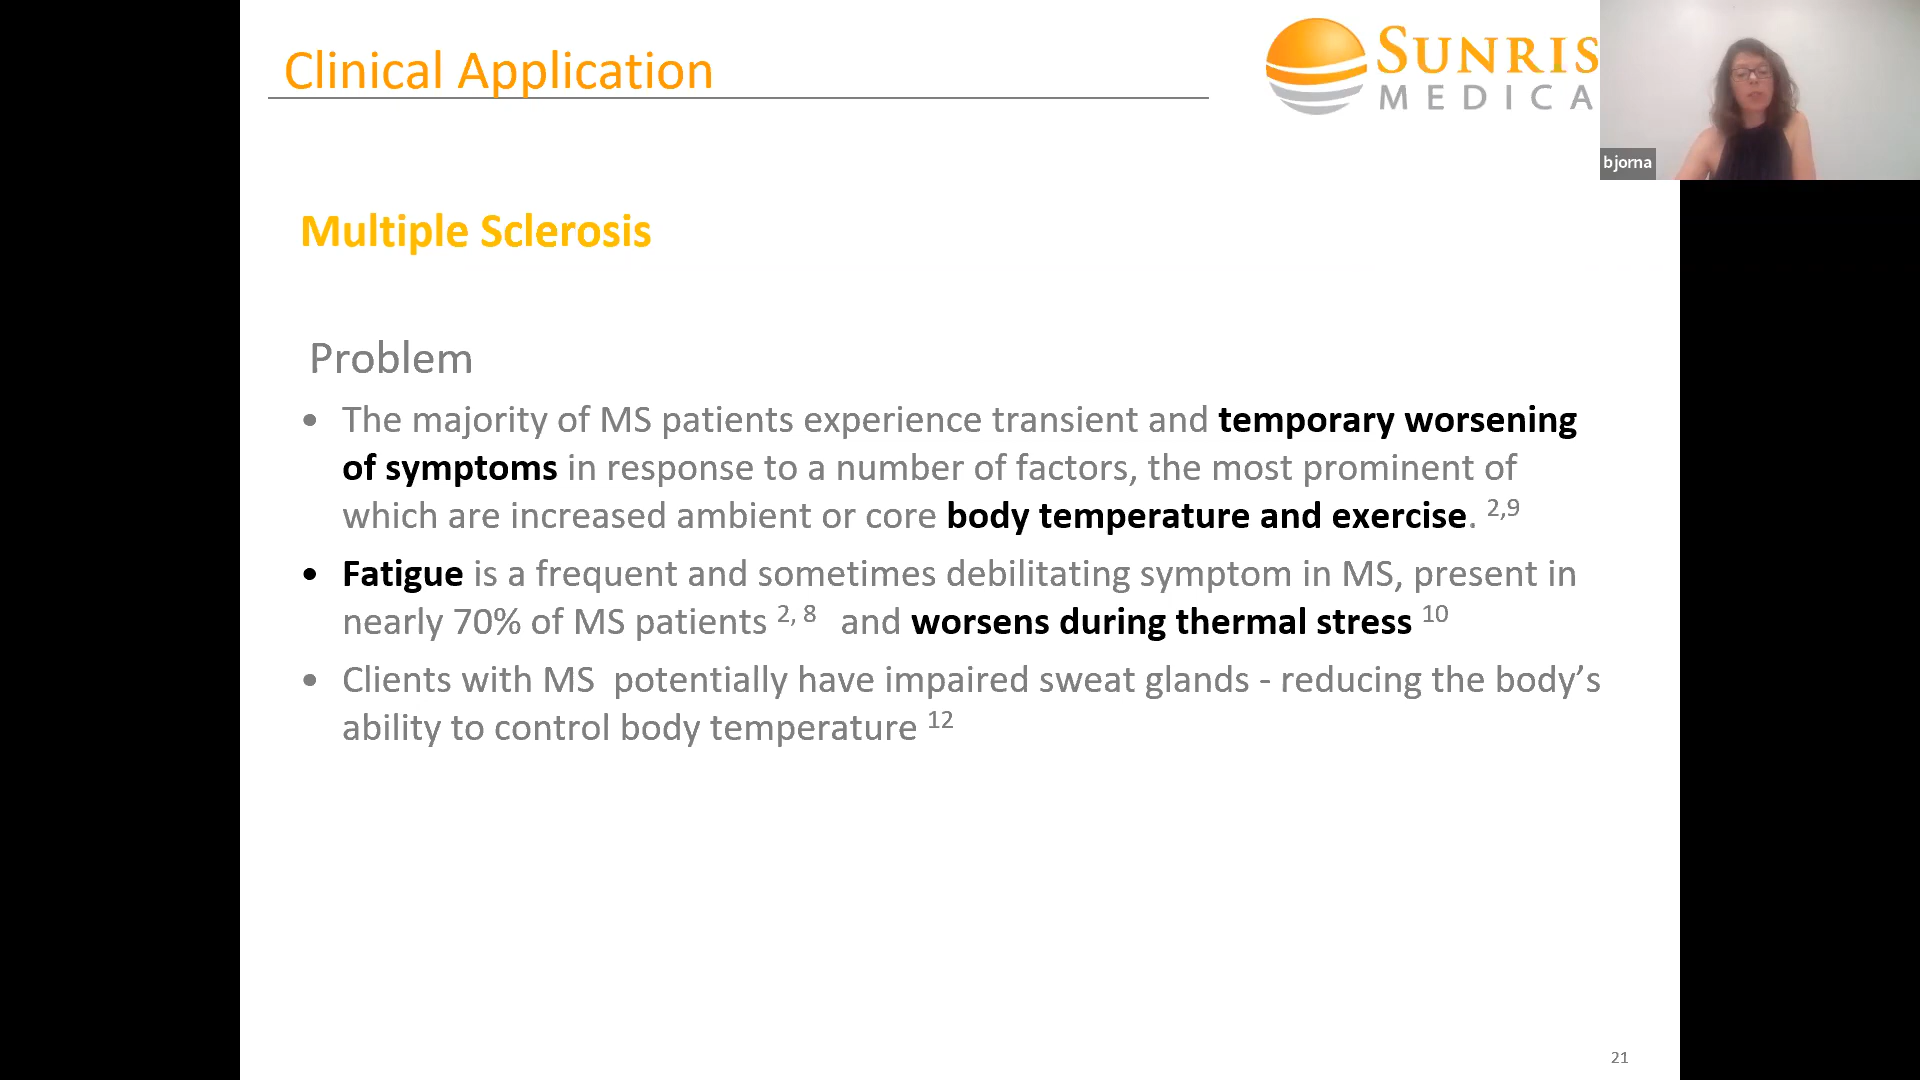 Clinical Application
SUNRIS
MEDICA
bjorna
Multiple Sclerosis
Problem
• The majority of MS patients experience transient and temporary worsening
of symptoms in response to a number of factors, the most prominent of
which are increased ambient or core body temperature and exercise. 2,9
• Fatigue is a frequent and sometimes debilitating symptom in MS, present in
nearly 70% of MS patients 2, 8 and worsens during thermal stress 10
• Clients with MS potentially have impaired sweat glands - reducing the body’s
ability to control body temperature 12
21